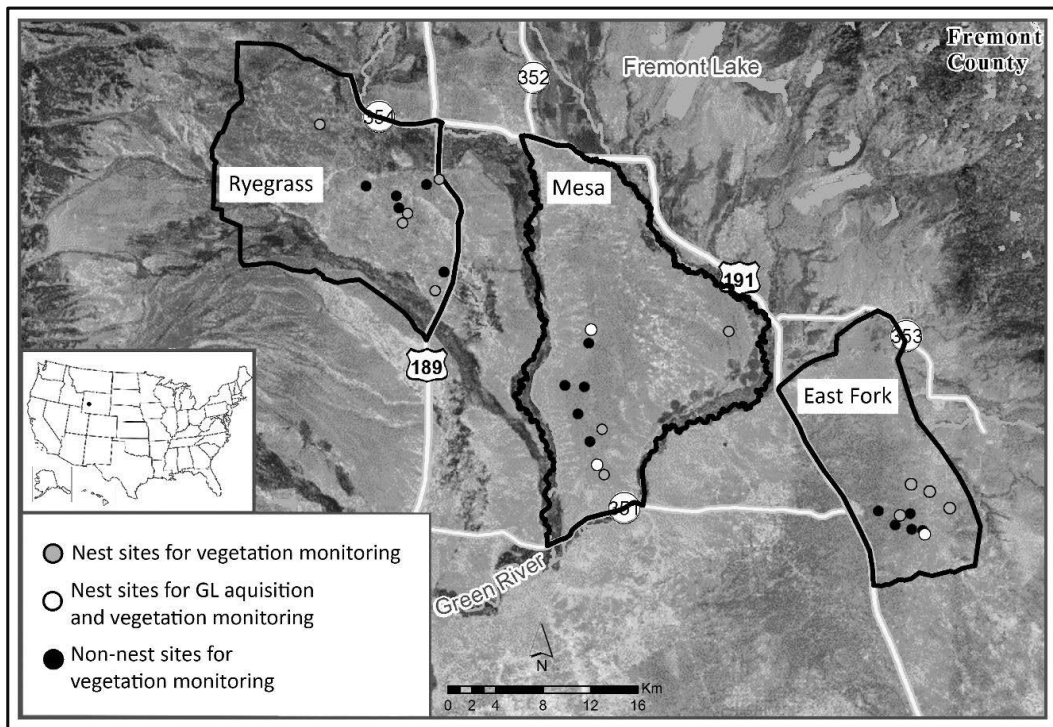 Fremont
County
352
Fremont Lake
354
Ryegrass
Mesa
191
353
189
East Fork
351
Green River
Nest sites for vegetation monitoring
Nest sites for GL aquisition
and vegetation monitoring
Non-nest sites for
vegetation monitoring
N
Km
0 2 4 8 12 16